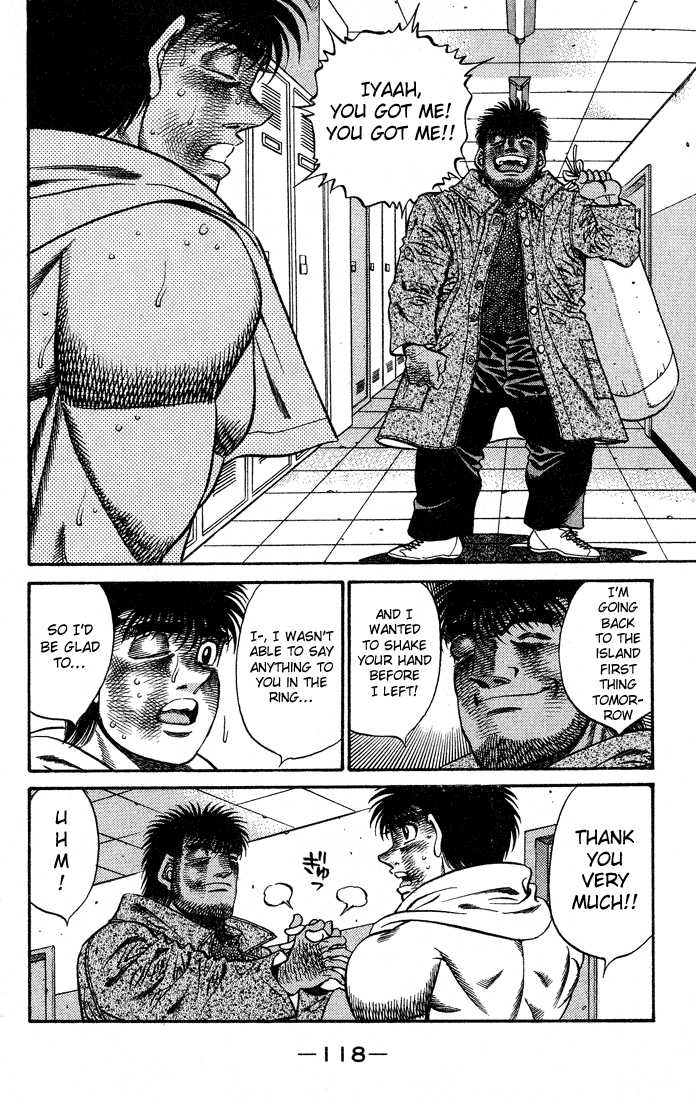 IYAAH,
YOU GOT ME!
YOU GOT ME!!
I'M
GOING
BACK
TO THE
ISLAND
FIRST
THING
TOMOR-
ROW
AND I
WANTED
TO SHAKE
YOUR HAND
BEFORE
I LEFT!
I-, I WASN'T
ABLE TO SAY
ANYTHING
TO YOU IN
THE RING...
SO I'D
BE GLAD
TO...
THANK
YOU
VERY
MUCH!!
ぎゅっ
U
H
M
!
—118—